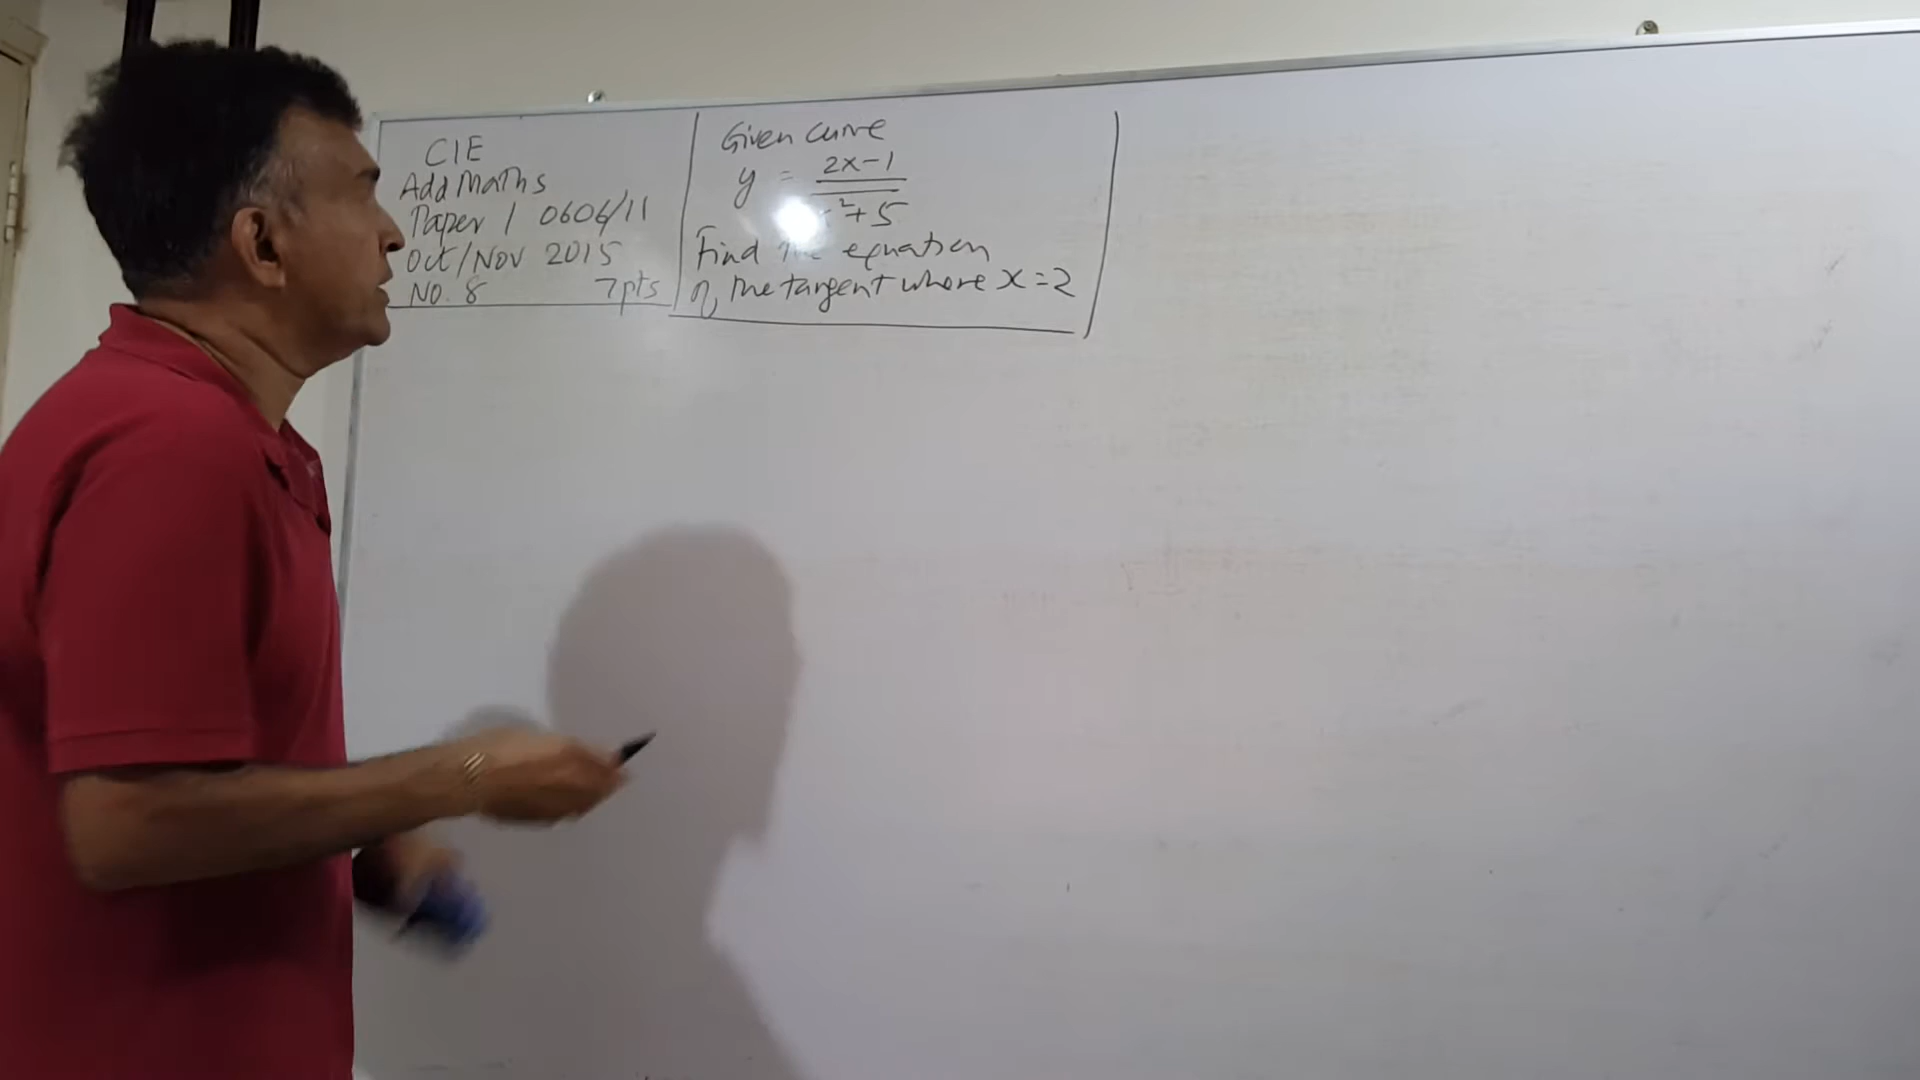 CIE
Add Maths
Paper 1 0606/11
Oct/Nov 2015
No. 8 7pts
Given curve
y = 2x-1
²+5
Find equation
of the tangent where x=2